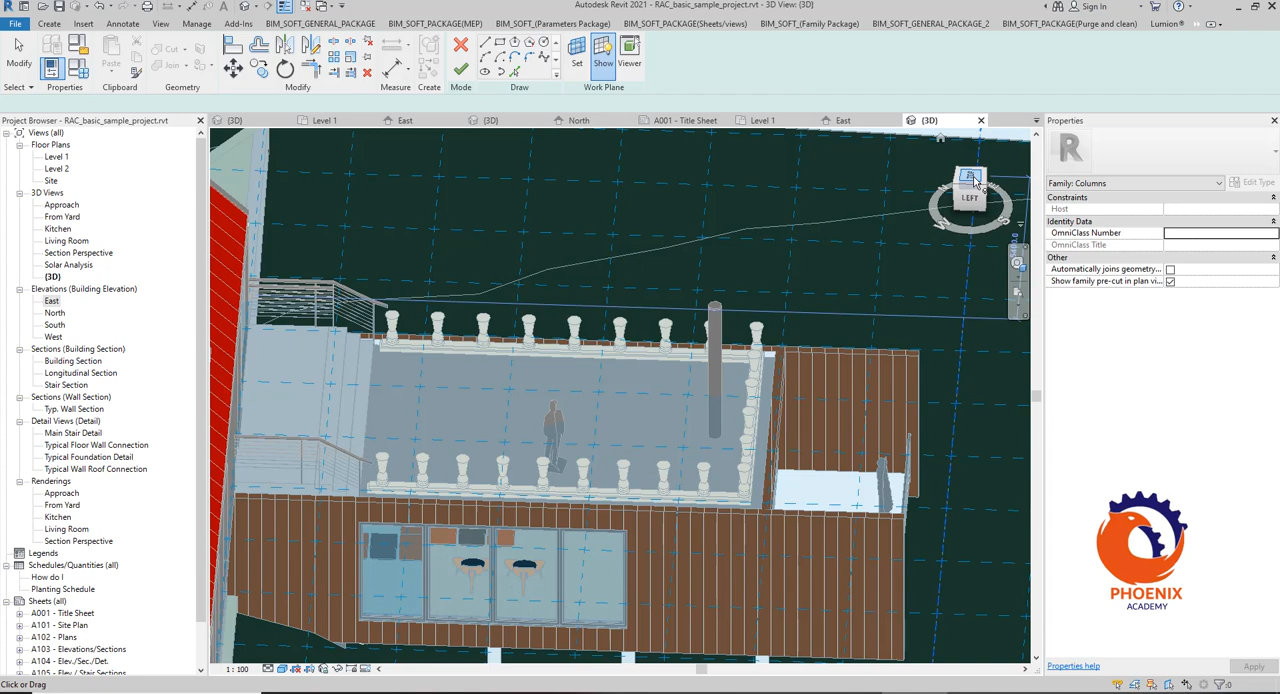 Autodesk Revit 2021 - RAC_basic_sample_project.rvt - 3D View: {3D}
Sign In
File Create Annotate View Manage Add-Ins BIM_SOFT_GENERAL_PACKAGE BIM_SOFT_PACKAGE(MEP) BIM_SOFT_(Parameters Package) BIM_SOFT_PACKAGE(Sheets/views) BIM_SOFT_(Family Package) BIM_SOFT_GENERAL_PACKAGE_2 BIM_SOFT_PACKAGE(Purge and clean) Lumion®
Modify Paste Cut Join Set Show Viewer
Select Properties Clipboard Geometry Modify Measure Create Mode Draw Work Plane
Project Browser - RAC_basic_sample_project.rvt
{3D} Level 1 East {3D} North A001 - Title Sheet Level 1 East {3D}
Properties
Views (all)
Floor Plans
Level 1
Level 2
Site
3D Views
Approach
From Yard
Kitchen
Living Room
Section Perspective
Solar Analysis
{3D}
Elevations (Building Elevation)
East
North
South
West
Sections (Building Section)
Building Section
Longitudinal Section
Stair Section
Sections (Wall Section)
Typ. Wall Section
Detail Views (Detail)
Main Stair Detail
Typical Floor Wall Connection
Typical Foundation Detail
Typical Wall Roof Connection
Renderings
Approach
From Yard
Kitchen
Living Room
Section Perspective
Legends
Schedules/Quantities (all)
How do I
Planting Schedule
Sheets (all)
A001 - Title Sheet
A101 - Site Plan
A102 - Plans
A103 - Elevations/Sections
A104 - Elev./Sec./Det.
A105 - Elev./ Stair Sections
LEFT
Family: Columns
Edit Type
Constraints
Host
Identity Data
OmniClass Number
OmniClass Title
Other
Automatically joins geometry...
Show family pre-cut in plan vi...
PHOENIX
ACADEMY
Properties help
Apply
1 : 100
Click or Drag
:0